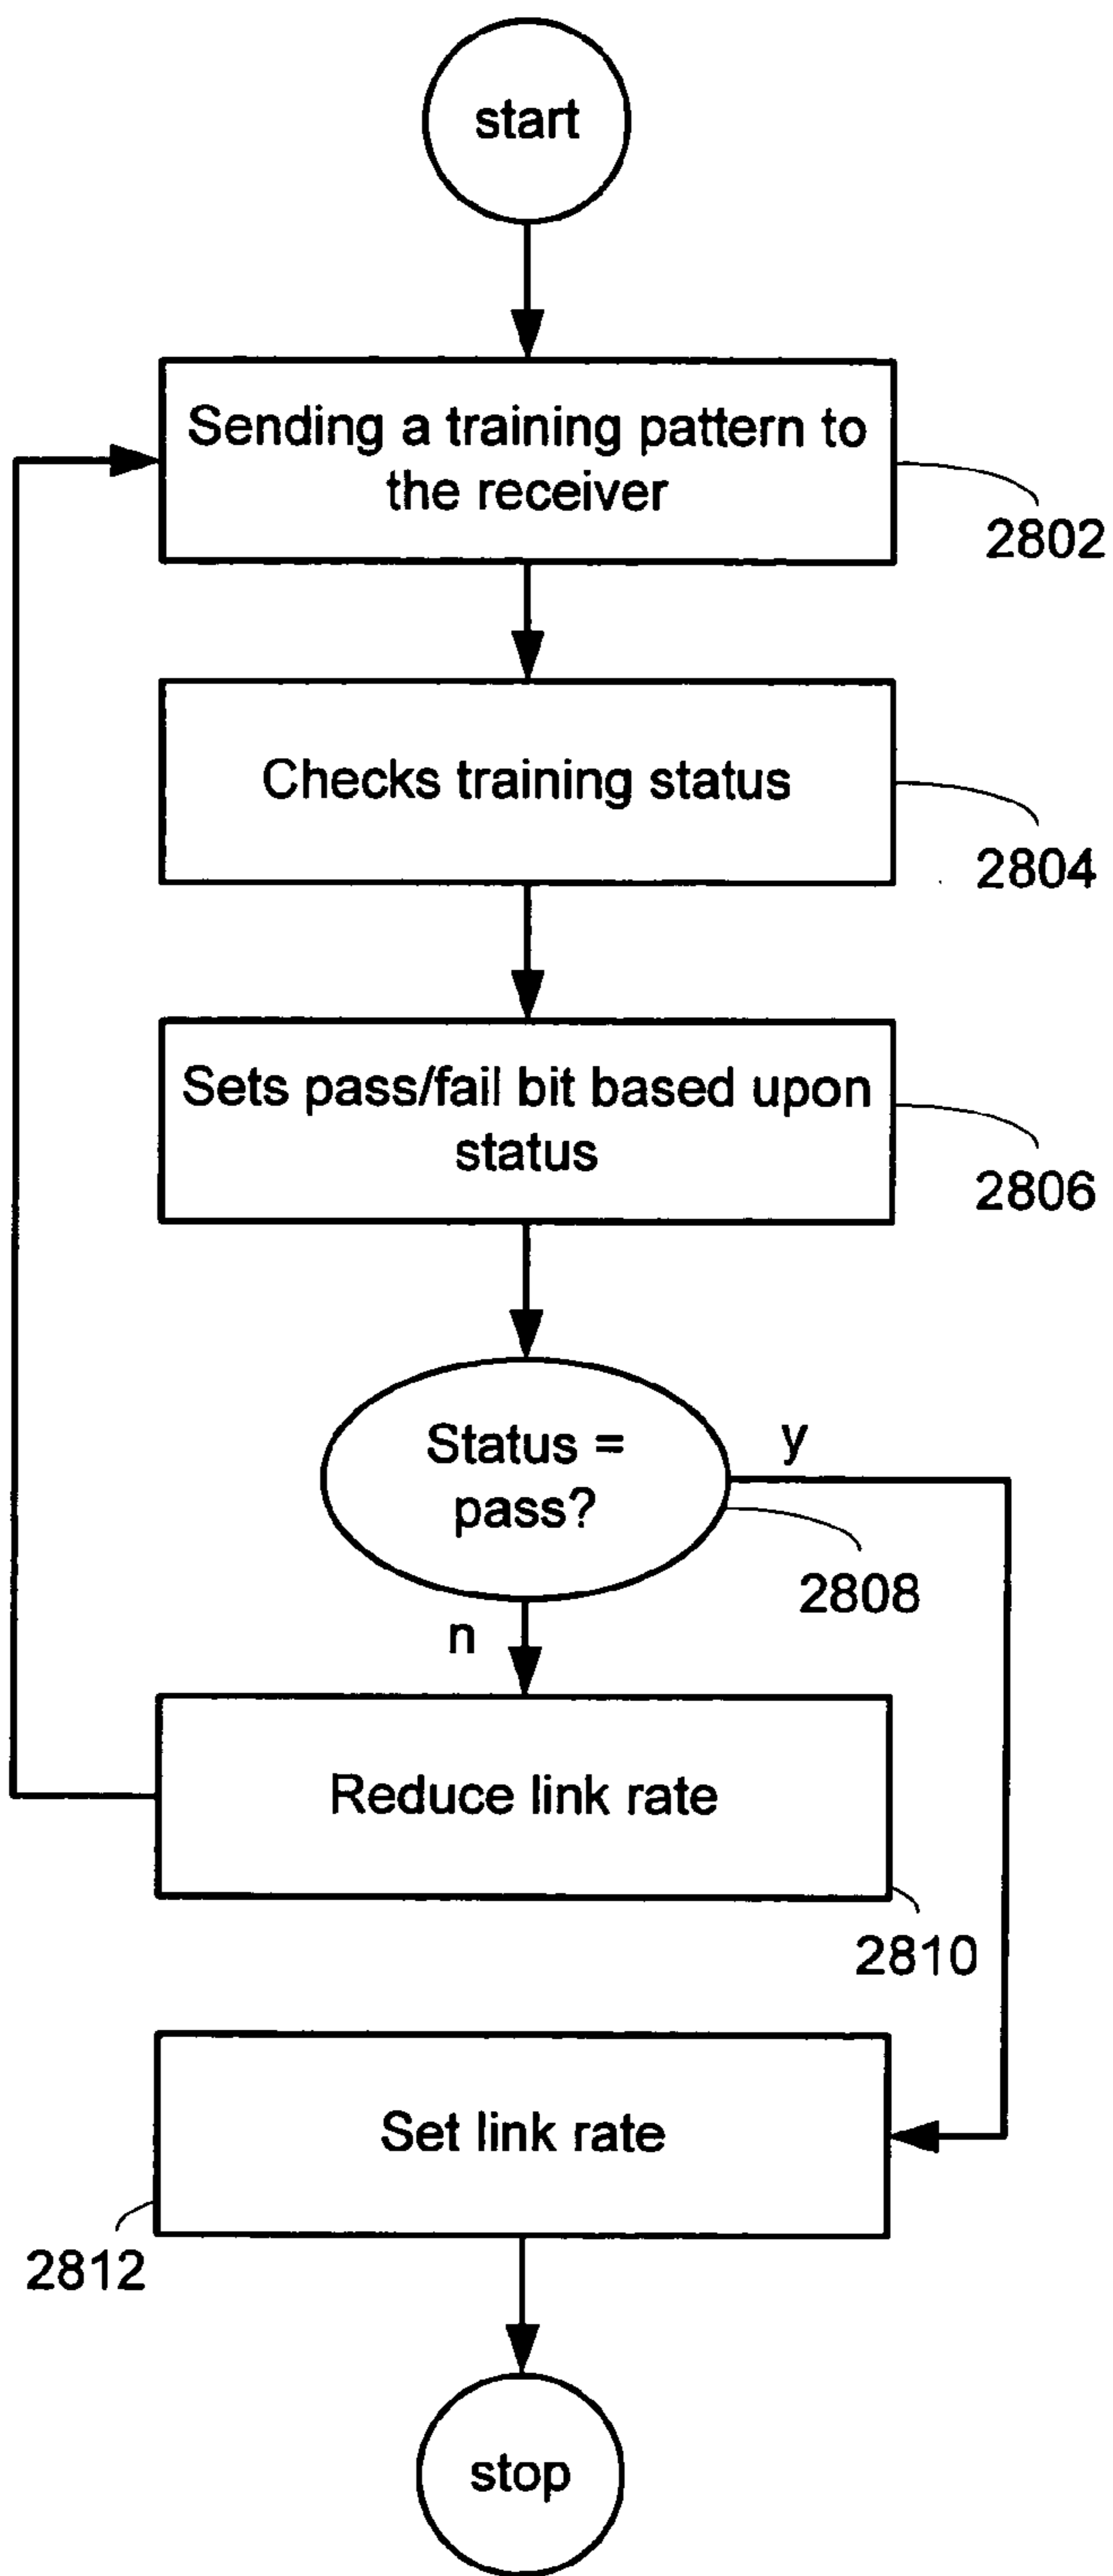 start
Sending a training pattern to
the receiver
2802
Checks training status
2804
Sets pass/fail bit based upon
status
2806
Status =
pass?
y
2808
n
Reduce link rate
2810
Set link rate
2812
stop